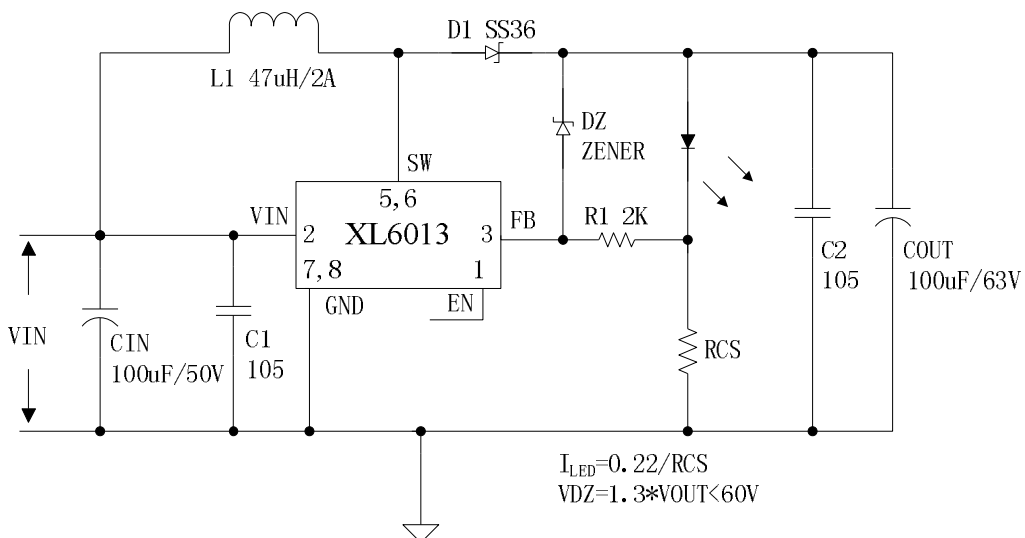 D1 SS36
L1 47uH/2A
DZ
ZENER
SW
5,6
VIN
FB
R1 2K
2
XL6013
3
7,8
1
GND
EN
VIN
CIN
100uF/50V
C1
105
RCS
C2
105
COUT
100uF/63V
ILED=0.22/RCS
VDZ=1.3*VOUT<60V